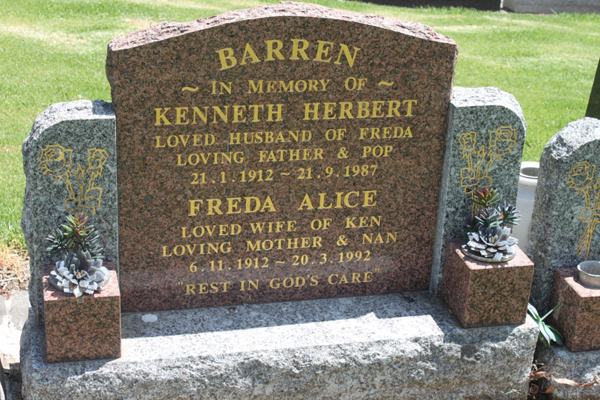 BARREN
~ IN MEMORY OF ~
KENNETH HERBERT
LOVED HUSBAND OF FREDA
LOVING FATHER & POP
21.1.1912 ~ 21.9.1987
FREDA ALICE
LOVED WIFE OF KEN
LOVING MOTHER & NAN
6.11.1912 ~ 20.3.1992
"REST IN GOD'S CARE"